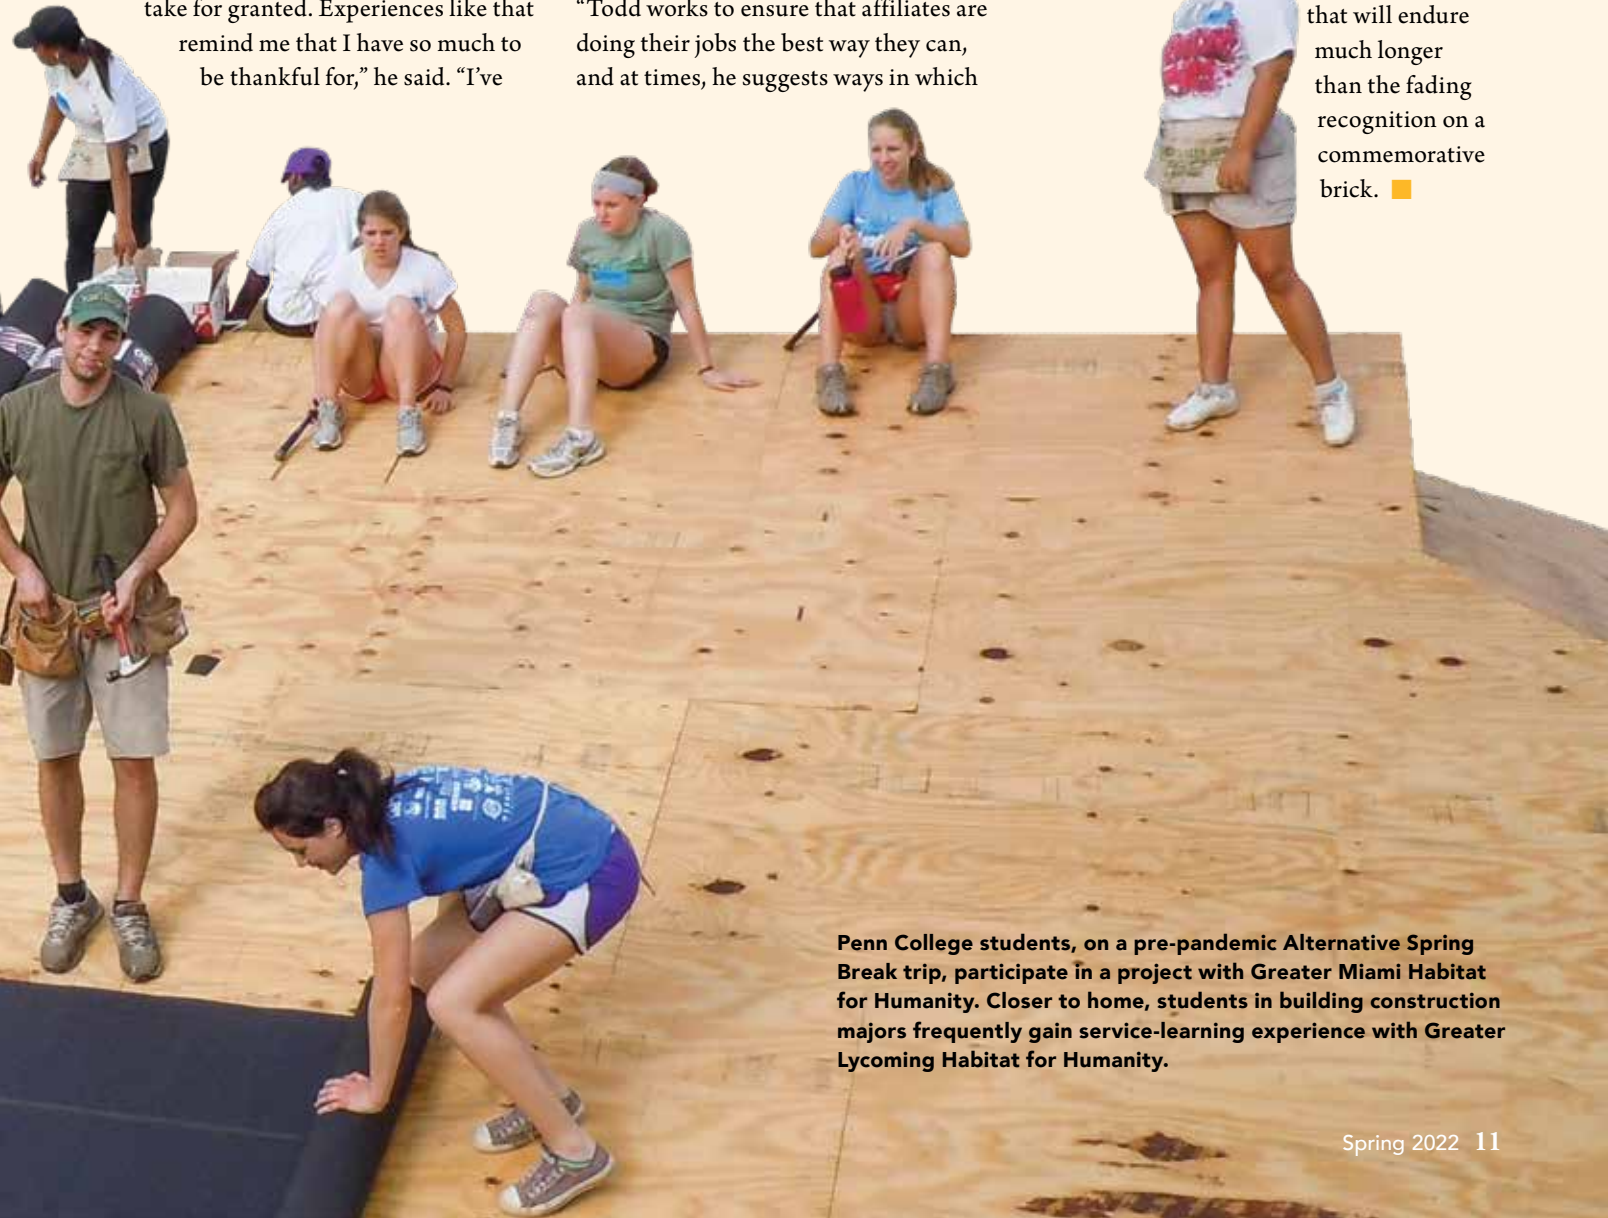 take for granted. Experiences like that
remind me that I have so much to
be thankful for,” he said. “I’ve
“Todd works to ensure that affiliates are
doing their jobs the best way they can,
and at times, he suggests ways in which
that will endure
much longer
than the fading
recognition on a
commemorative
brick.
Penn College students, on a pre-pandemic Alternative Spring
Break trip, participate in a project with Greater Miami Habitat
for Humanity. Closer to home, students in building construction
majors frequently gain service-learning experience with Greater
Lycoming Habitat for Humanity.
Spring 2022 11